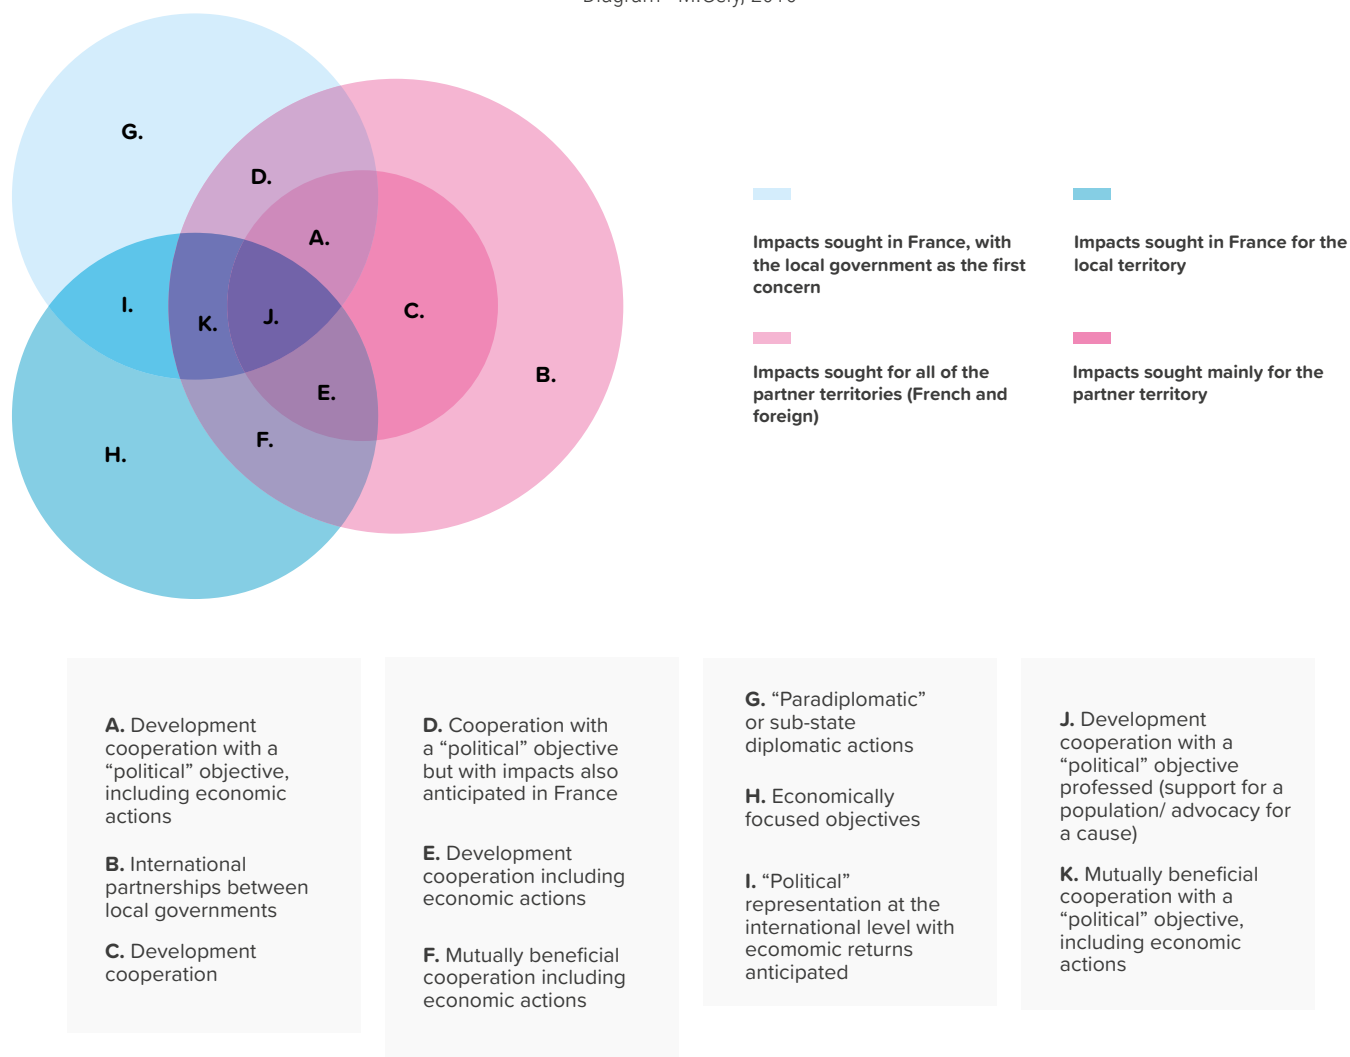 G.
D.
A.
I.
K.
J.
C.
B.
E.
F.
H.
Impacts sought in France, with
the local government as the first
concern
Impacts sought in France for the
local territory
Impacts sought for all of the
partner territories (French and
foreign)
Impacts sought mainly for the
partner territory
A. Development
cooperation with a
“political” objective,
including economic
actions
B. International
partnerships between
local governments
C. Development
cooperation
D. Cooperation with
a “political” objective
but with impacts also
anticipated in France
E. Development
cooperation including
economic actions
F. Mutually beneficial
cooperation including
economic actions
G. “Paradiplomatic”
or sub-state
diplomatic actions
H. Economically
focused objectives
I. “Political”
representation at the
international level with
ecomomic returns
anticipated
J. Development
cooperation with a
“political” objective
professed (support for a
population/ advocacy for
a cause)
K. Mutually beneficial
cooperation with a
“political” objective,
including economic
actions